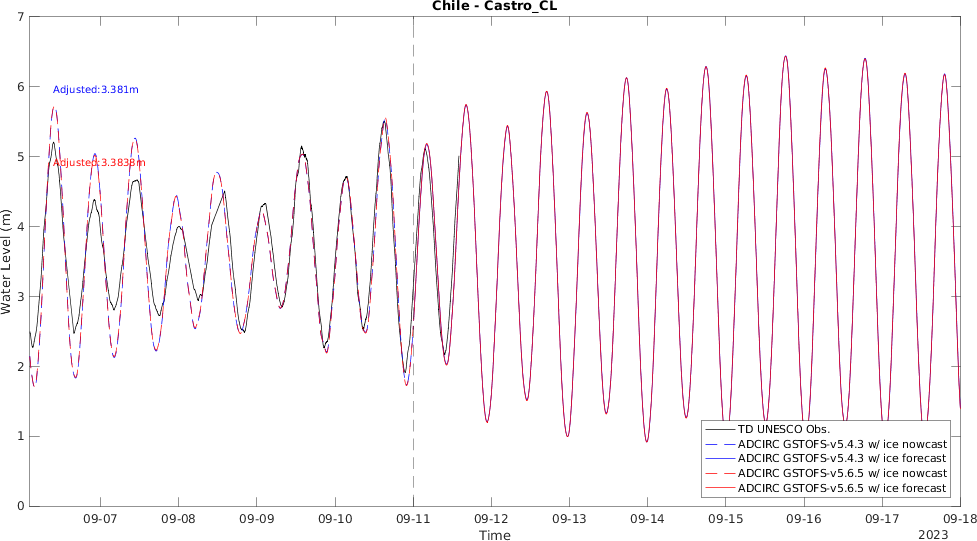 Chile - Castro_CL
7
6
5
4
3
2
1
0
Water Level (m)
Adjusted:3.381m
Adjusted:3.3838m
TD UNESCO Obs.
ADCIRC GSTOFS-v5.4.3 w/ ice nowcast
ADCIRC GSTOFS-v5.4.3 w/ ice forecast
ADCIRC GSTOFS-v5.6.5 w/ ice nowcast
ADCIRC GSTOFS-v5.6.5 w/ ice forecast
09-07 09-08 09-09 09-10 09-11 09-12 09-13 09-14 09-15 09-16 09-17 09-18
Time
2023